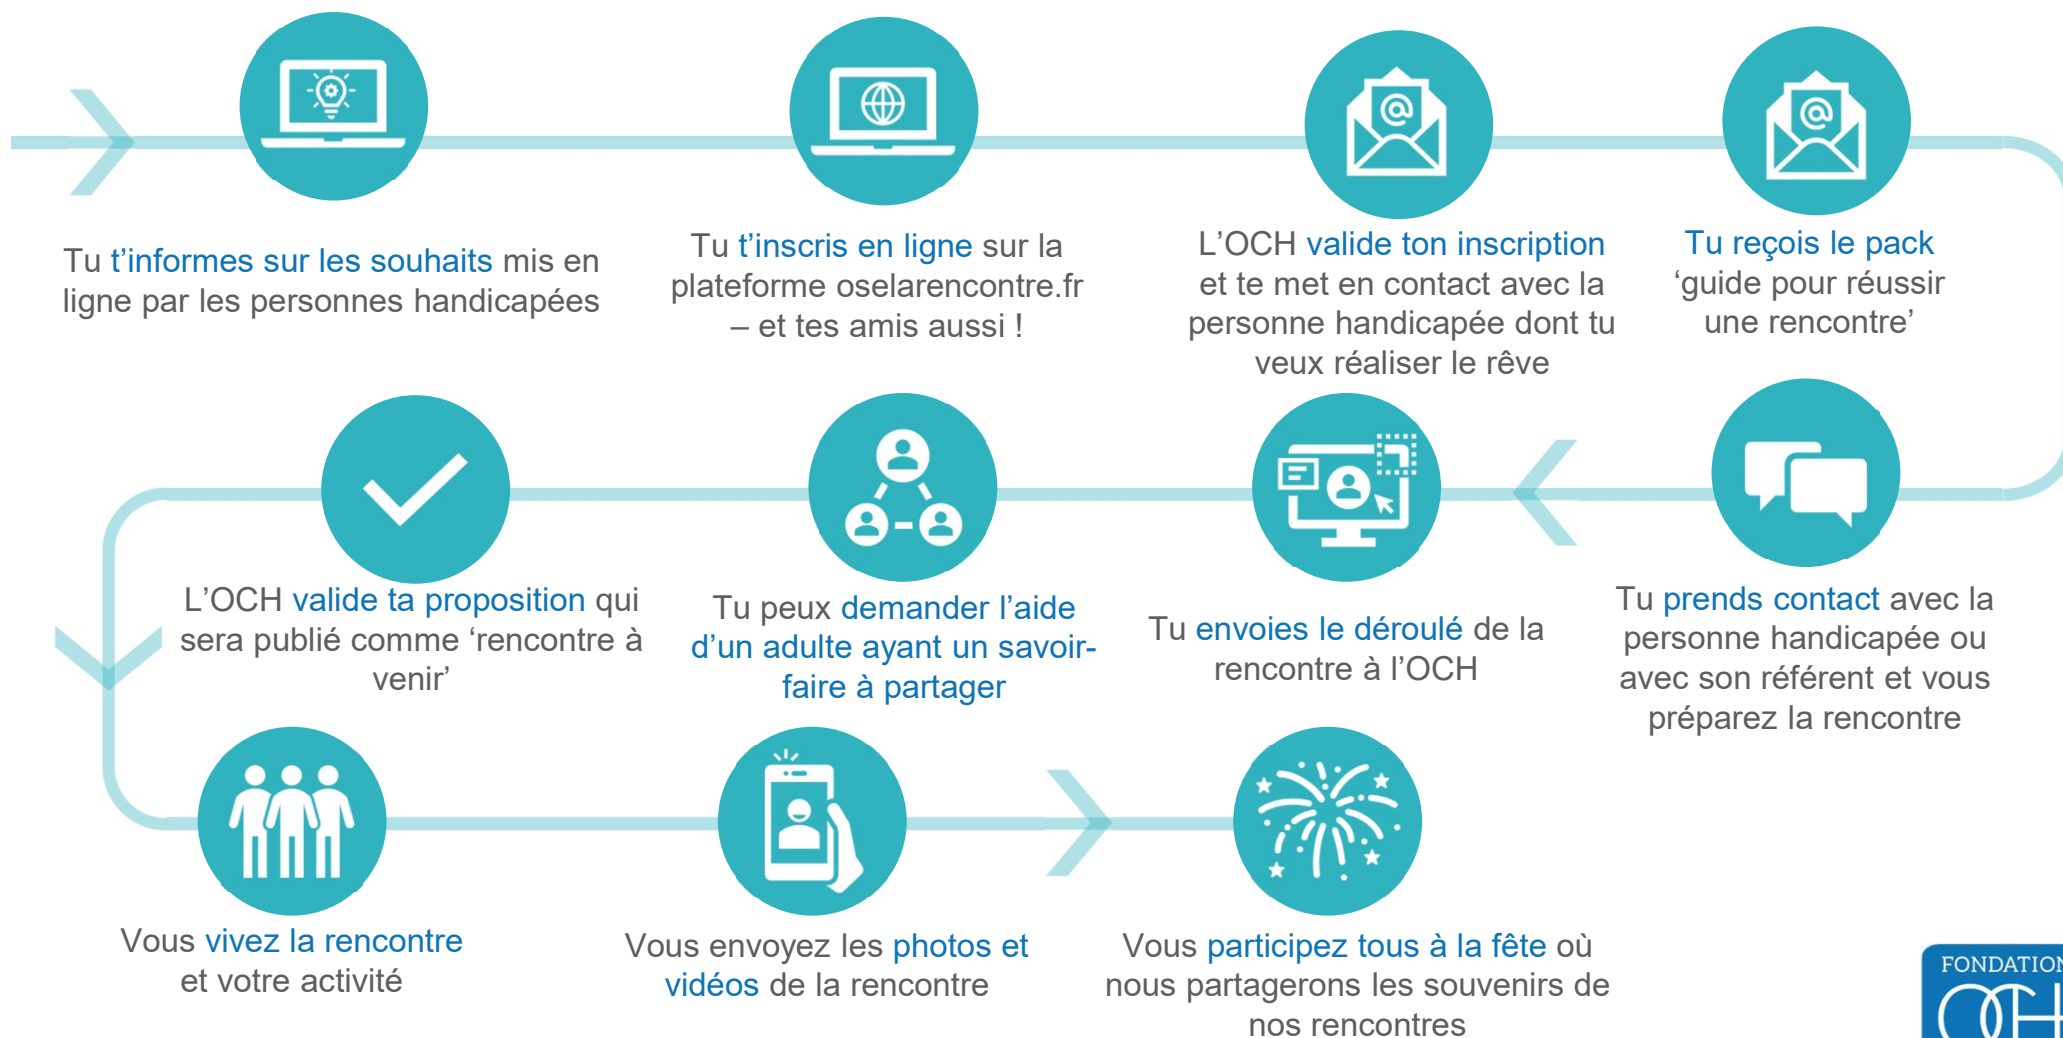 Tu t'informes sur les souhaits mis en
ligne par les personnes handicapées
Tu t'inscris en ligne sur la
plateforme oselarencontre.fr
– et tes amis aussi !
L'OCH valide ton inscription
et te met en contact avec la
personne handicapée dont tu
veux réaliser le rêve
Tu reçois le pack
‘guide pour réussir
une rencontre’
Tu prends contact avec la
personne handicapée ou
avec son référent et vous
préparez la rencontre
Tu envoies le déroulé de la
rencontre à l’OCH
Tu peux demander l’aide
d’un adulte ayant un savoir-
faire à partager
L’OCH valide ta proposition qui
sera publié comme ‘rencontre à
venir’
Vous vivez la rencontre
et votre activité
Vous envoyez les photos et
vidéos de la rencontre
Vous participez tous à la fête où
nous partagerons les souvenirs de
nos rencontres
FONDATION
OCH